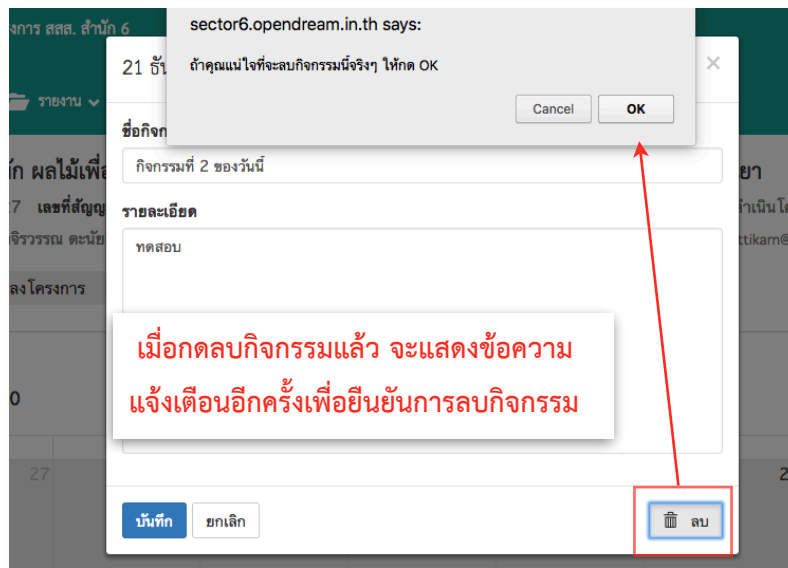 งการ สสส. สำนัก 6
sector6.opendream.in.th says:
ถ้าคุณแน่ใจที่จะลบกิจกรรมนี้จริงๆ ให้กด OK
Cancel
OK
21 ธั
×
รายงาน
ชื่อกิจก
กิจกรรมที่ 2 ของวันนี้
ัก ผลไม้เพื่อ
ยา
7 เลขที่สัญญ
ำเนินโค
รายละเอียด
จิรวรรณ ตะนัย
ttikarn@
ทดสอบ
ลงโครงการ
เมื่อกดลบกิจกรรมแล้ว จะแสดงข้อความ
แจ้งเตือนอีกครั้งเพื่อยืนยันการลบกิจกรรม
0
27
2
บันทึก
ยกเลิก
ลบ